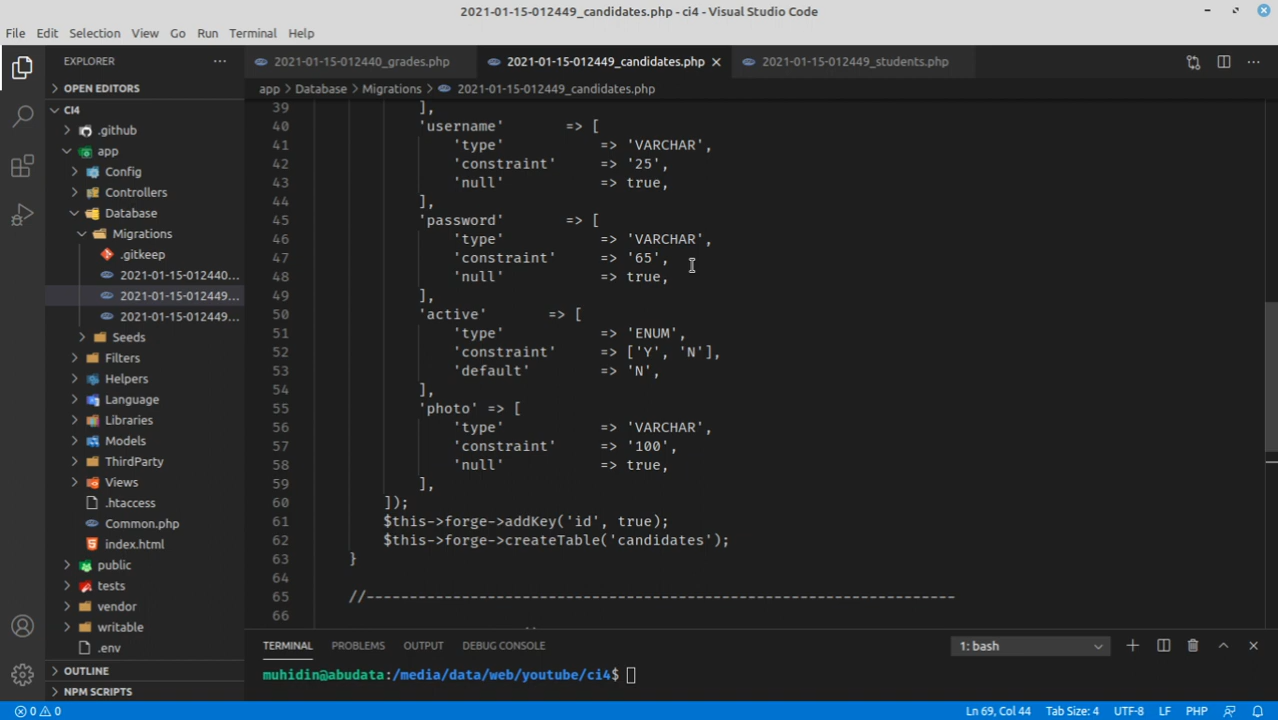 2021-01-15-012449_candidates.php - ci4 - Visual Studio Code
File Edit Selection View Go Run Terminal Help
EXPLORER
OPEN EDITORS
CI4
.github
app
Config
Controllers
Database
Migrations
.gitkeep
2021-01-15-012440...
2021-01-15-012449...
2021-01-15-012449...
Seeds
Filters
Helpers
Language
Libraries
Models
ThirdParty
Views
.htaccess
Common.php
index.html
public
tests
vendor
writable
.env
OUTLINE
NPM SCRIPTS
2021-01-15-012440_grades.php 2021-01-15-012449_candidates.php 2021-01-15-012449_students.php
app > Database > Migrations > 2021-01-15-012449_candidates.php
39 ],
40 'username' => [
41 'type' => 'VARCHAR',
42 'constraint' => '25',
43 'null' => true,
44 ],
45 'password' => [
46 'type' => 'VARCHAR',
47 'constraint' => '65',
48 'null' => true,
49 ],
50 'active' => [
51 'type' => 'ENUM',
52 'constraint' => ['Y', 'N'],
53 'default' => 'N',
54 ],
55 'photo' => [
56 'type' => 'VARCHAR',
57 'constraint' => '100',
58 'null' => true,
59 ],
60 ]);
61 $this->forge->addKey('id', true);
62 $this->forge->createTable('candidates');
63 }
64
65 //--------------------------------------------------------------------
66
TERMINAL PROBLEMS OUTPUT DEBUG CONSOLE 1: bash
muhidin@abudata:/media/data/web/youtube/ci4$
0 0 Ln 69, Col 44 Tab Size: 4 UTF-8 LF PHP